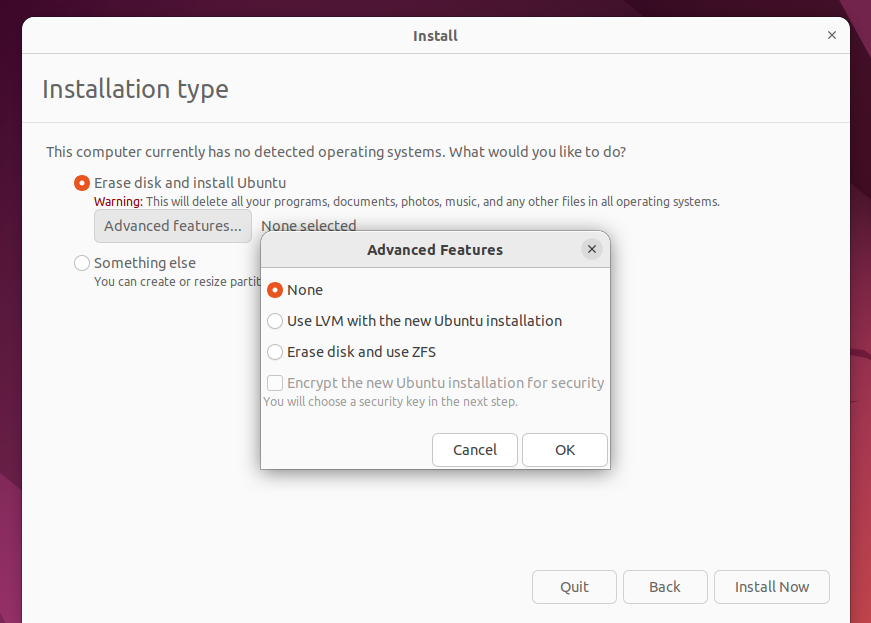 Install
Installation type
This computer currently has no detected operating systems. What would you like to do?
Erase disk and install Ubuntu
Warning: This will delete all your programs, documents, photos, music, and any other files in all operating systems.
Advanced features... None selected
Something else
You can create or resize partit
Advanced Features
None
Use LVM with the new Ubuntu installation
Erase disk and use ZFS
Encrypt the new Ubuntu installation for security
You will choose a security key in the next step.
Cancel OK
Quit Back Install Now